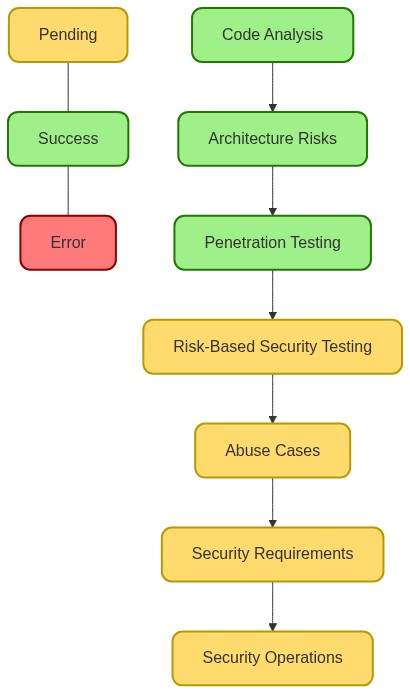 Pending
Success
Error
Code Analysis
Architecture Risks
Penetration Testing
Risk-Based Security Testing
Abuse Cases
Security Requirements
Security Operations